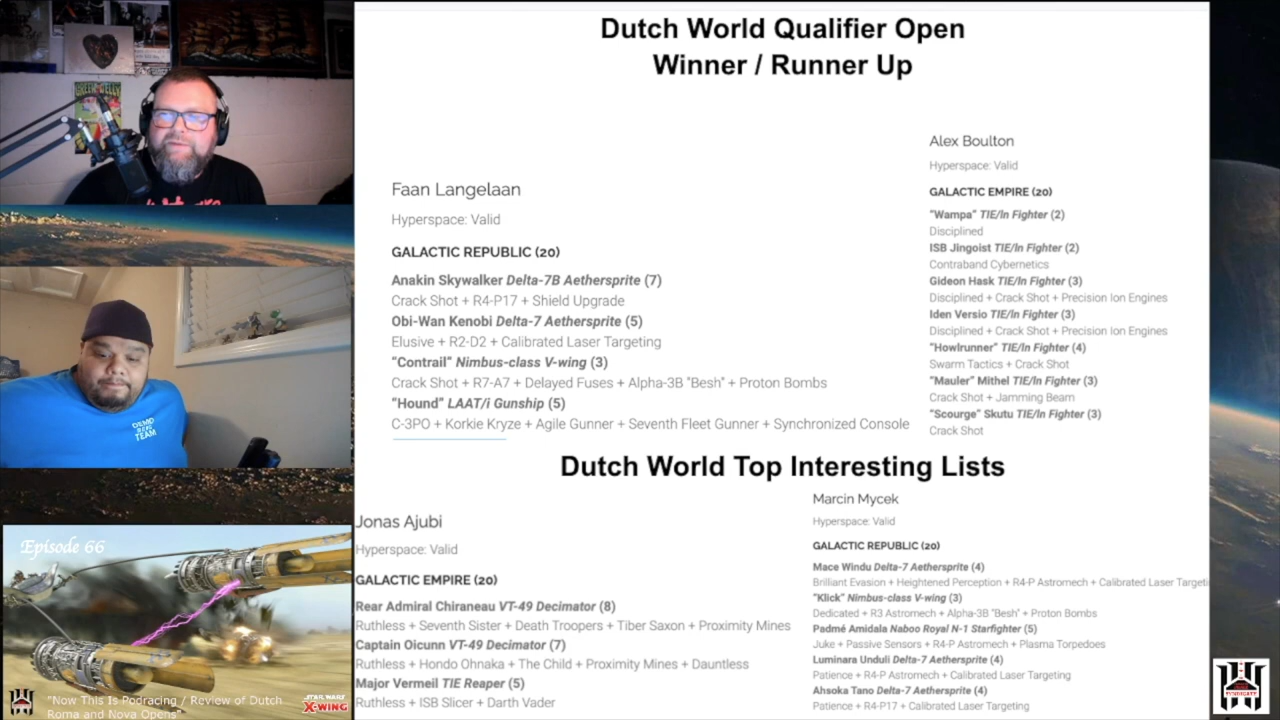 Dutch World Qualifier Open
Winner / Runner Up
Faan Langelaan
Hyperspace: Valid
GALACTIC REPUBLIC (20)
Anakin Skywalker Delta-7B Aethersprite (7)
Crack Shot + R4-P17 + Shield Upgrade
Obi-Wan Kenobi Delta-7 Aethersprite (5)
Elusive + R2-D2 + Calibrated Laser Targeting
“Contrail” Nimbus-class V-wing (3)
Crack Shot + R7-A7 + Delayed Fuses + Alpha-3B "Besh" + Proton Bombs
“Hound” LAAT/i Gunship (5)
C-3PO + Korkie Kryze + Agile Gunner + Seventh Fleet Gunner + Synchronized Console
Alex Boulton
Hyperspace: Valid
GALACTIC EMPIRE (20)
“Wampa” TIE/ln Fighter (2)
Disciplined
ISB Jingoist TIE/ln Fighter (2)
Contraband Cybernetics
Gideon Hask TIE/ln Fighter (3)
Disciplined + Crack Shot + Precision Ion Engines
Iden Versio TIE/ln Fighter (3)
Disciplined + Crack Shot + Precision Ion Engines
“Howlrunner” TIE/ln Fighter (4)
Swarm Tactics + Crack Shot
“Mauler” Mithel TIE/ln Fighter (3)
Crack Shot + Jamming Beam
“Scourge” Skutu TIE/ln Fighter (3)
Crack Shot
Dutch World Top Interesting Lists
Jonas Ajubi
Hyperspace: Valid
GALACTIC EMPIRE (20)
Rear Admiral Chiraneau VT-49 Decimator (8)
Ruthless + Seventh Sister + Death Troopers + Tiber Saxon + Proximity Mines
Captain Oicunn VT-49 Decimator (7)
Ruthless + Hondo Ohnaka + The Child + Proximity Mines + Dauntless
Major Vermeil TIE Reaper (5)
Ruthless + ISB Slicer + Darth Vader
Marcin Mycek
Hyperspace: Valid
GALACTIC REPUBLIC (20)
Mace Windu Delta-7 Aethersprite (4)
Brilliant Evasion + Heightened Perception + R4-P Astromech + Calibrated Laser Targeti
“Klick” Nimbus-class V-wing (3)
Dedicated + R3 Astromech + Alpha-3B "Besh" + Proton Bombs
Padmé Amidala Naboo Royal N-1 Starfighter (5)
Juke + Passive Sensors + R4-P Astromech + Plasma Torpedoes
Luminara Unduli Delta-7 Aethersprite (4)
Patience + R4-P Astromech + Calibrated Laser Targeting
Ahsoka Tano Delta-7 Aethersprite (4)
Patience + R4-P17 + Calibrated Laser Targeting
DEMO
TEAM
Episode 66
"Now This Is Podracing / Review of Dutch
Roma and Nova Opens"
STAR WARS
X-WING